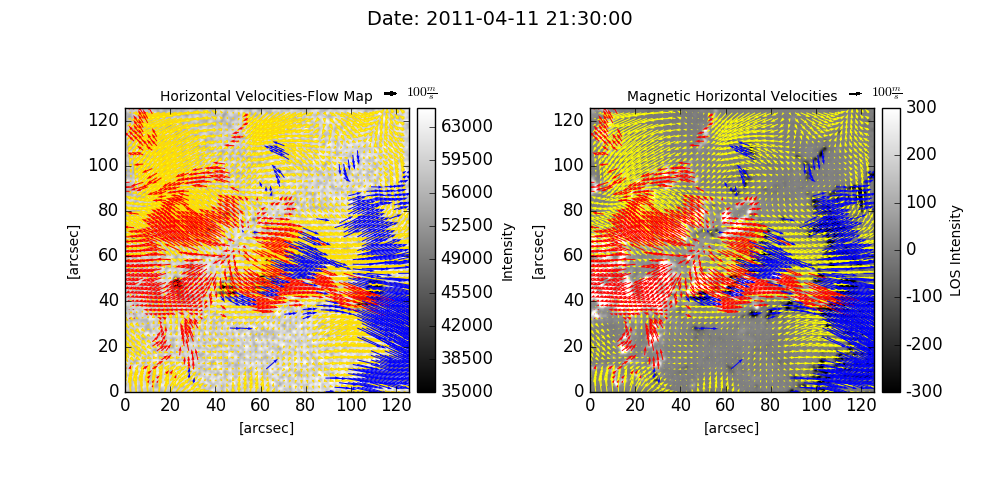 Date: 2011-04-11 21:30:00
Horizontal Velocities-Flow Map
100 m/s
Magnetic Horizontal Velocities
100 m/s
120
100
80
60
40
20
0
[arcsec]
0 20 40 60 80 100 120
[arcsec]
63000
59500
56000
52500
49000
45500
42000
38500
35000
Intensity
120
100
80
60
40
20
0
[arcsec]
0 20 40 60 80 100 120
[arcsec]
300
200
100
0
-100
-200
-300
LOS Intensity